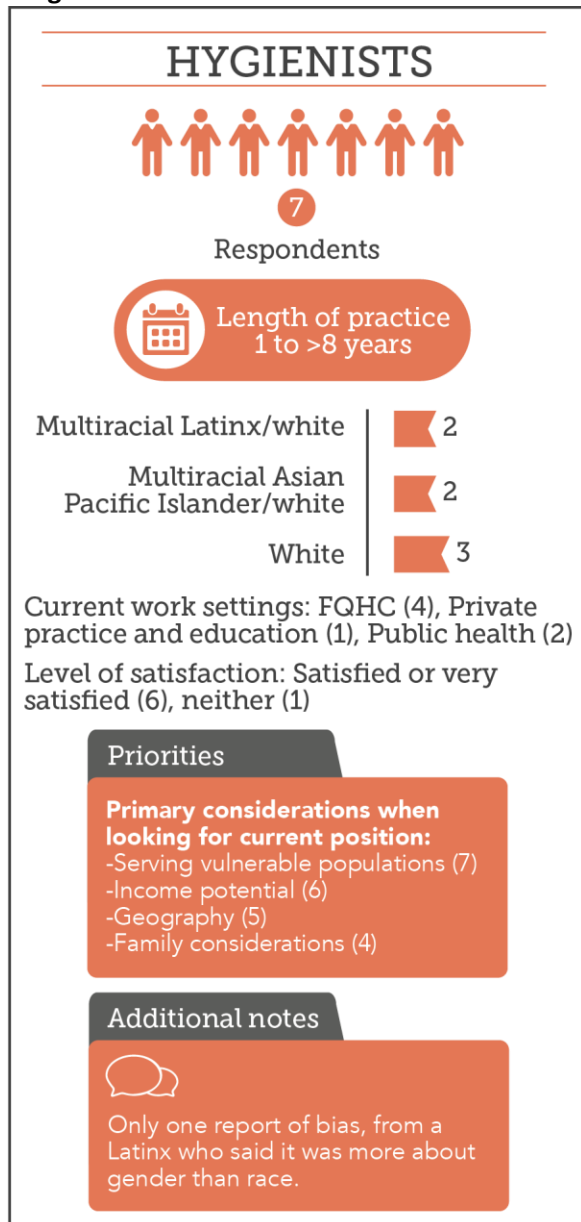 HYGIENISTS
7
Respondents
Length of practice
1 to >8 years
Multiracial Latinx/white 2
Multiracial Asian
Pacific Islander/white 2
White 3
Current work settings: FQHC (4), Private
practice and education (1), Public health (2)
Level of satisfaction: Satisfied or very
satisfied (6), neither (1)
Priorities
Primary considerations when
looking for current position:
-Serving vulnerable populations (7)
-Income potential (6)
-Geography (5)
-Family considerations (4)
Additional notes
Only one report of bias, from a
Latinx who said it was more about
gender than race.